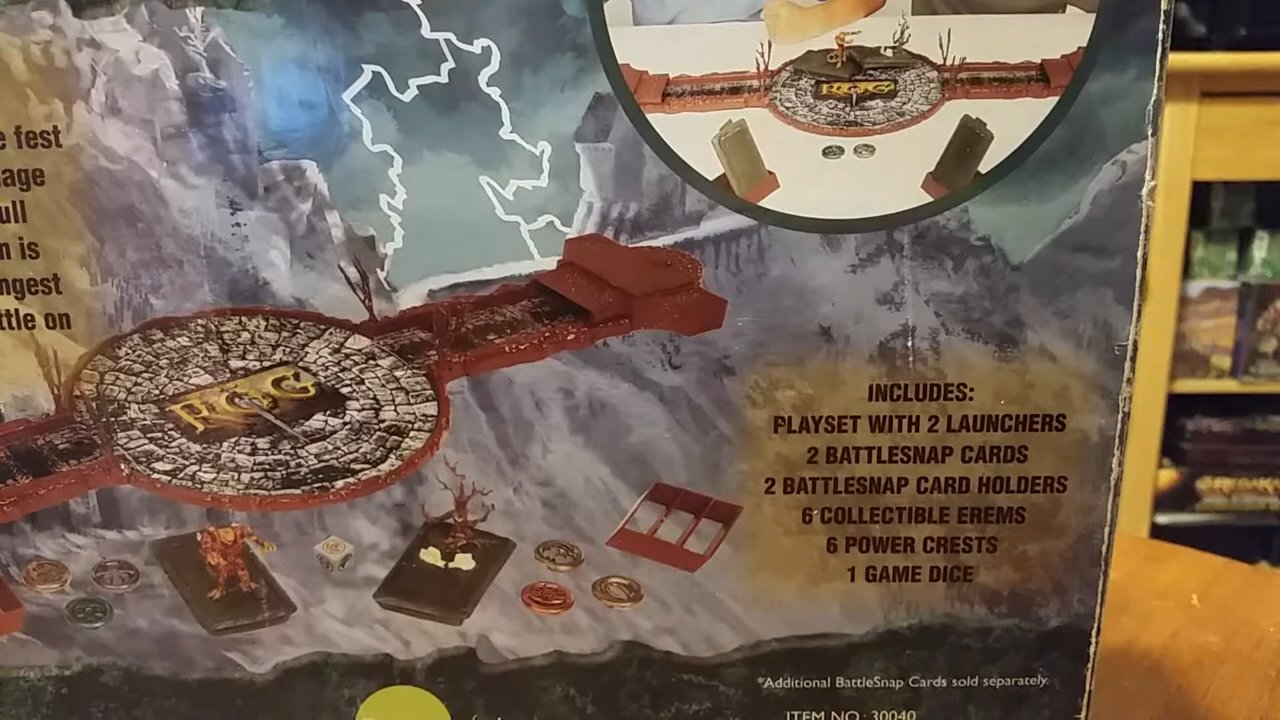 e fest
age
ull
n is
ngest
ttle on
INCLUDES:
PLAYSET WITH 2 LAUNCHERS
2 BATTLESNAP CARDS
2 BATTLESNAP CARD HOLDERS
6 COLLECTIBLE EREMS
6 POWER CRESTS
1 GAME DICE
*Additional BattleSnap Cards sold separately.
ITEM NO.: 30040